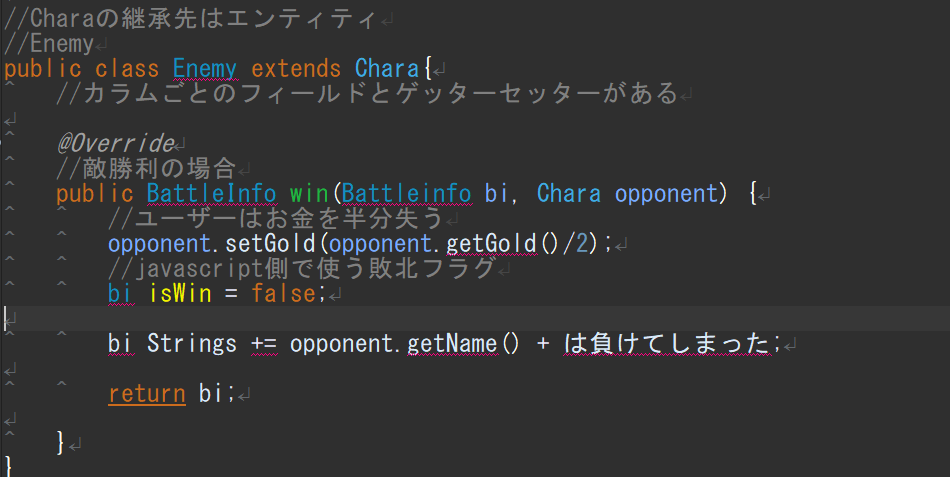 //Charaの継承先はエンティティ
//Enemy
public class Enemy extends Chara{
//カラムごとのフィールドとゲッターセッターがある
@Override
//敵勝利の場合
public BattleInfo win(Battleinfo bi, Chara opponent) {
//ユーザーはお金を半分失う
opponent.setGold(opponent.getGold()/2);
//javascript側で使う敗北フラグ
bi isWin = false;
bi Strings += opponent.getName() + は負けてしまった;
return bi;
}
}